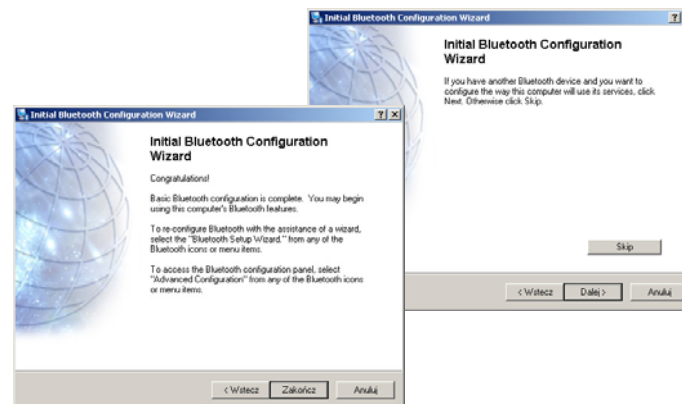 Initial Bluetooth Configuration Wizard
Initial Bluetooth Configuration
Wizard
If you have another Bluetooth device and you want to
configure the way this computer will use its services, click
Next. Otherwise click Skip.
Skip
< Wstecz
Dalej >
Anuluj
Initial Bluetooth Configuration Wizard
Initial Bluetooth Configuration
Wizard
Congratulations!
Basic Bluetooth configuration is complete. You may begin
using this computer's Bluetooth features.
To re-configure Bluetooth with the assistance of a wizard,
select the "Bluetooth Setup Wizard." from any of the
Bluetooth icons or menu items.
To access the Bluetooth configuration panel, select
"Advanced Configuration" from any of the Bluetooth icons
or menu items.
< Wstecz
Zakończ
Anuluj